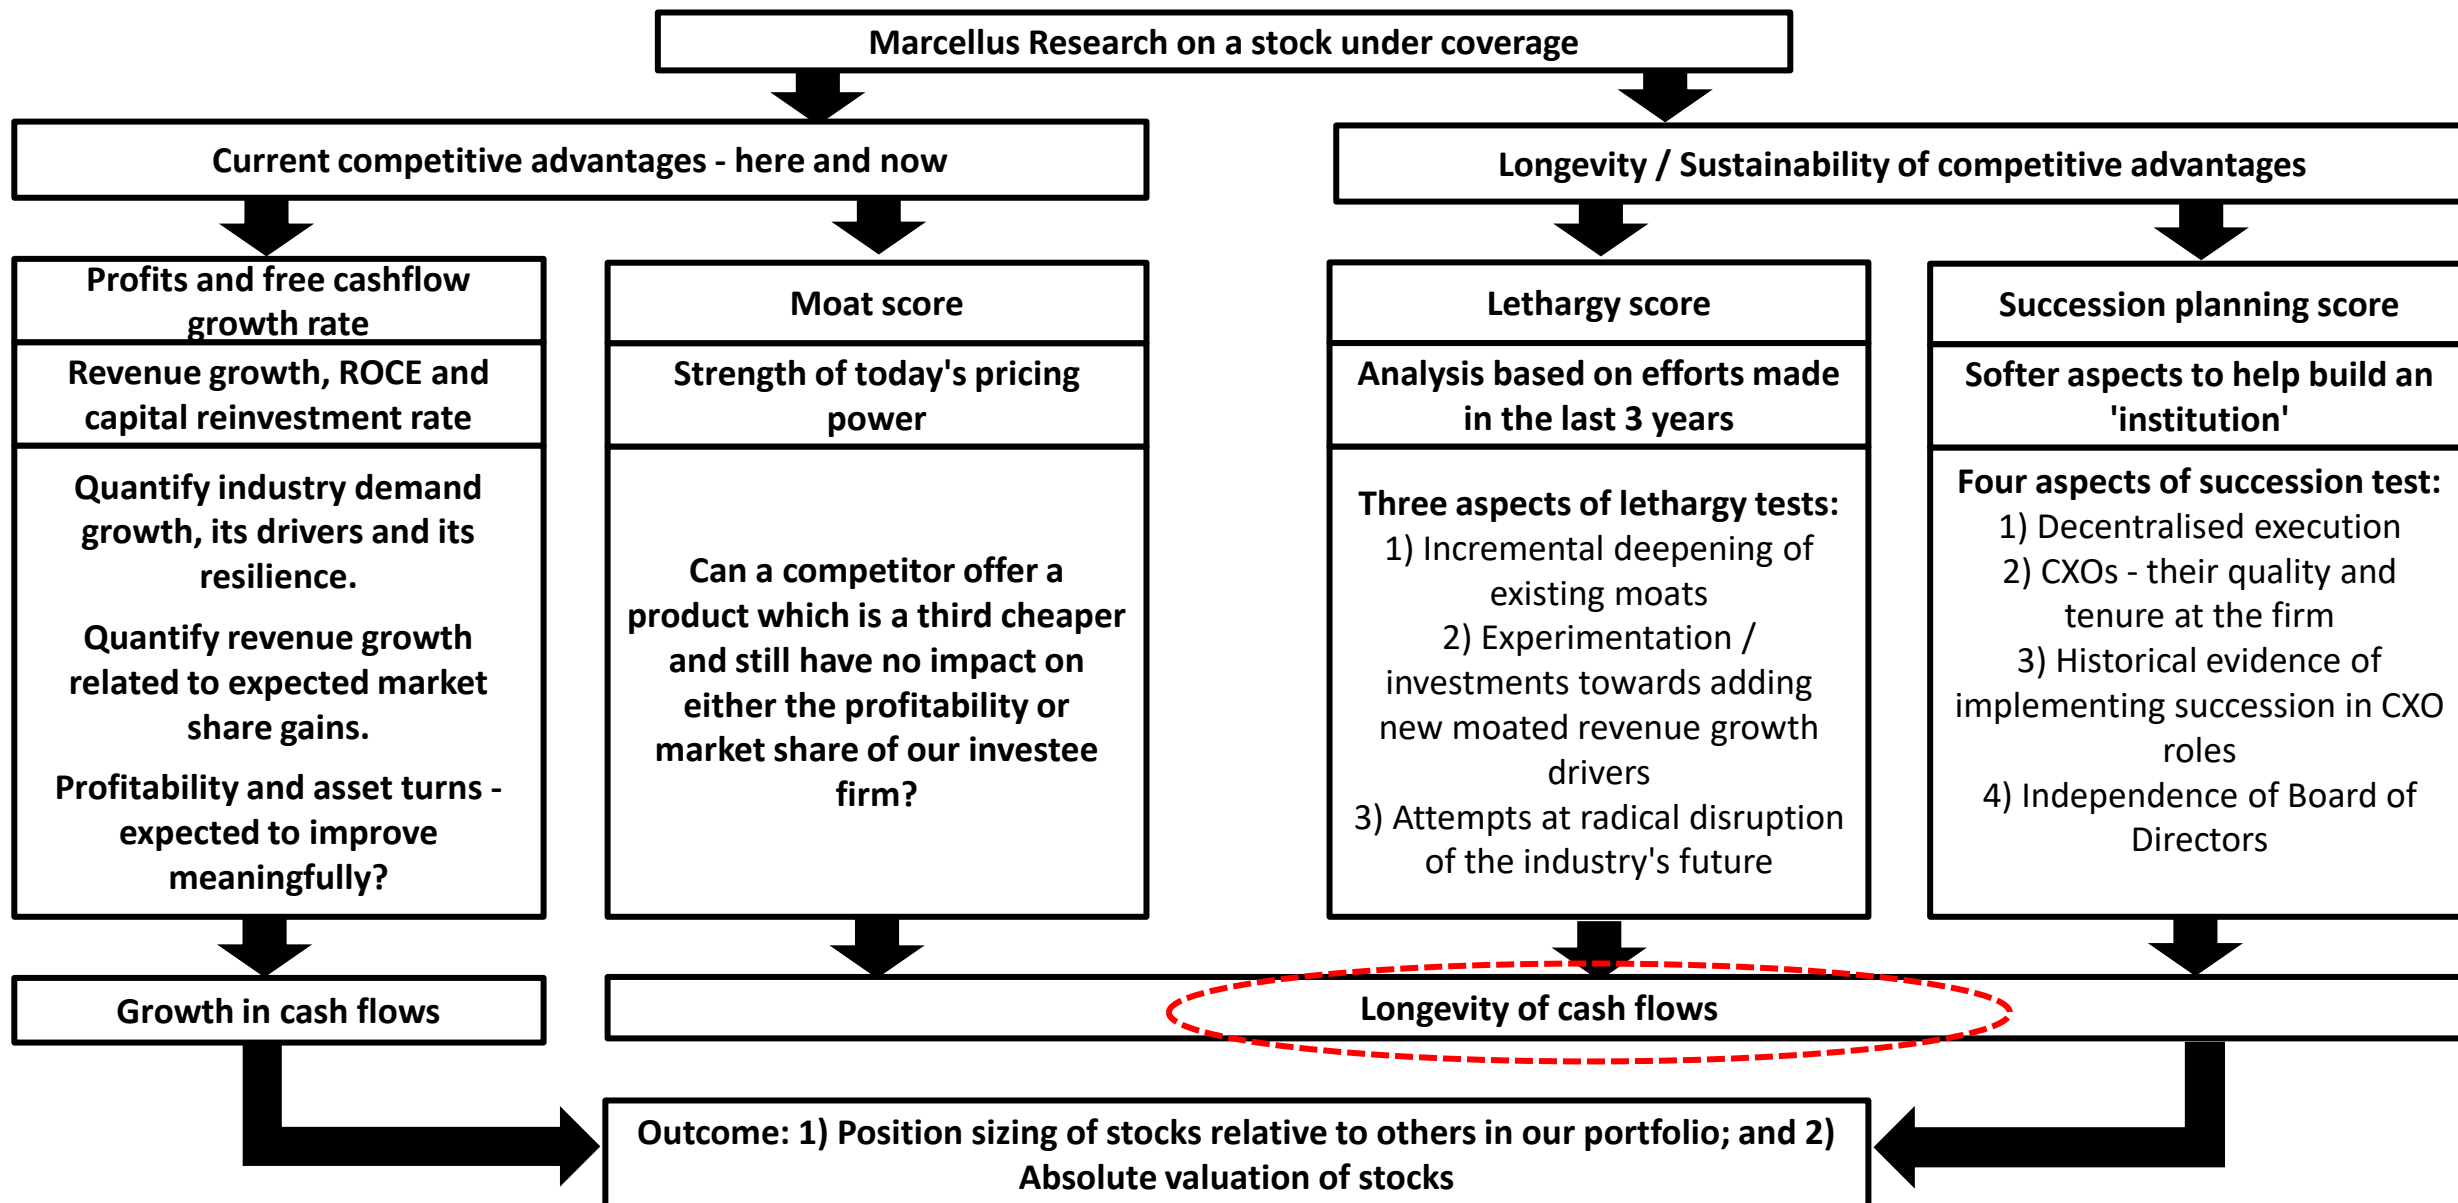 Marcellus Research on a stock under coverage
Current competitive advantages - here and now
Longevity / Sustainability of competitive advantages
Profits and free cashflow
growth rate
Revenue growth, ROCE and
capital reinvestment rate
Quantify industry demand
growth, its drivers and its
resilience.
Quantify revenue growth
related to expected market
share gains.
Profitability and asset turns -
expected to improve
meaningfully?
Moat score
Strength of today's pricing
power
Can a competitor offer a
product which is a third cheaper
and still have no impact on
either the profitability or
market share of our investee
firm?
Lethargy score
Analysis based on efforts made
in the last 3 years
Three aspects of lethargy tests:
1) Incremental deepening of
existing moats
2) Experimentation /
investments towards adding
new moated revenue growth
drivers
3) Attempts at radical disruption
of the industry's future
Succession planning score
Softer aspects to help build an
'institution'
Four aspects of succession test:
1) Decentralised execution
2) CXOs - their quality and
tenure at the firm
3) Historical evidence of
implementing succession in CXO
roles
4) Independence of Board of
Directors
Growth in cash flows
Longevity of cash flows
Outcome: 1) Position sizing of stocks relative to others in our portfolio; and 2)
Absolute valuation of stocks